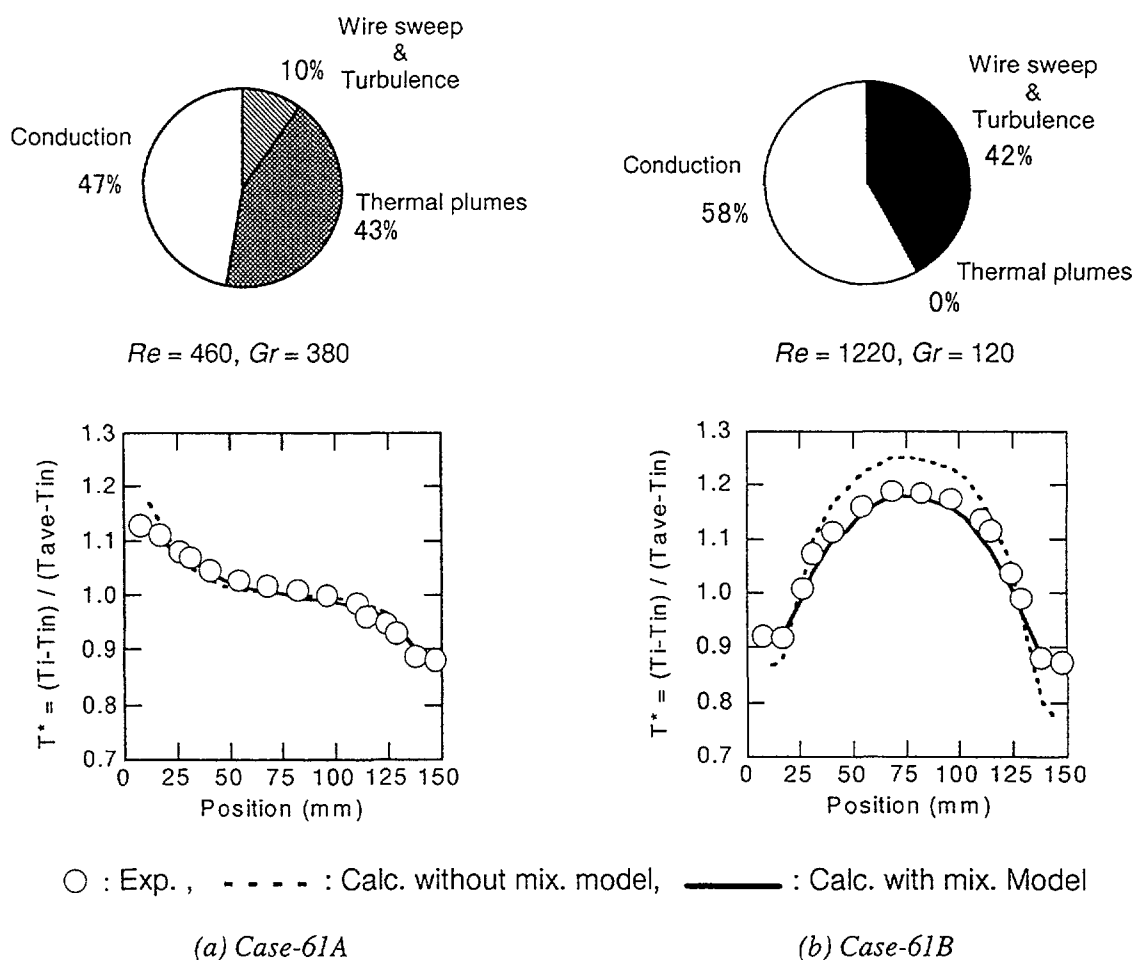 Wire sweep
&
Turbulence
10%
Conduction
47%
Thermal plumes
43%
Re = 460, Gr = 380
Wire sweep
&
Turbulence
42%
Conduction
58%
Thermal plumes
0%
Re = 1220, Gr = 120
T* = (Ti-Tin) / (Tave-Tin)
1.3
1.2
1.1
1.0
0.9
0.8
0.7
0 25 50 75 100 125 150
Position (mm)
T* = (Ti-Tin) / (Tave-Tin)
1.3
1.2
1.1
1.0
0.9
0.8
0.7
0 25 50 75 100 125 150
Position (mm)
: Exp. , : Calc. without mix. model, : Calc. with mix. Model
(a) Case-61A
(b) Case-61B